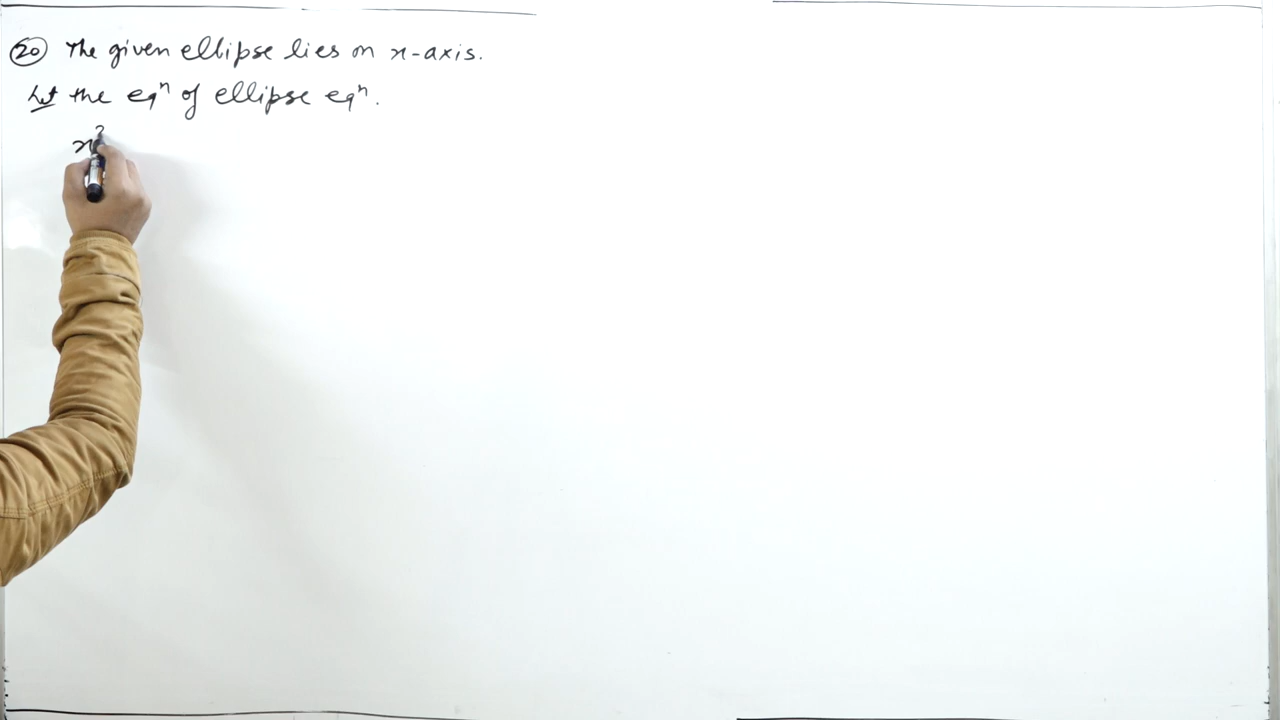 (20) The given ellipse lies on x-axis.
Let the eqⁿ of ellipse eqⁿ.
x²